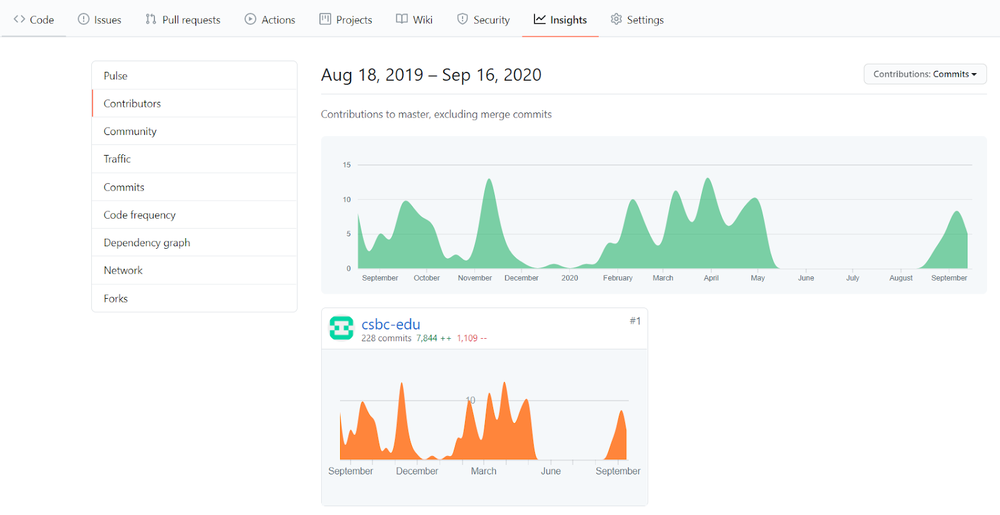 Code Issues Pull requests Actions Projects Wiki Security Insights Settings
Pulse
Contributors
Community
Traffic
Commits
Code frequency
Dependency graph
Network
Forks
Aug 18, 2019 – Sep 16, 2020
Contributions: Commits
Contributions to master, excluding merge commits
15
10
5
0
September October November December 2020 February March April May June July August September
csbc-edu
#1
228 commits 7,844 ++ 1,109 --
10
September December March June September